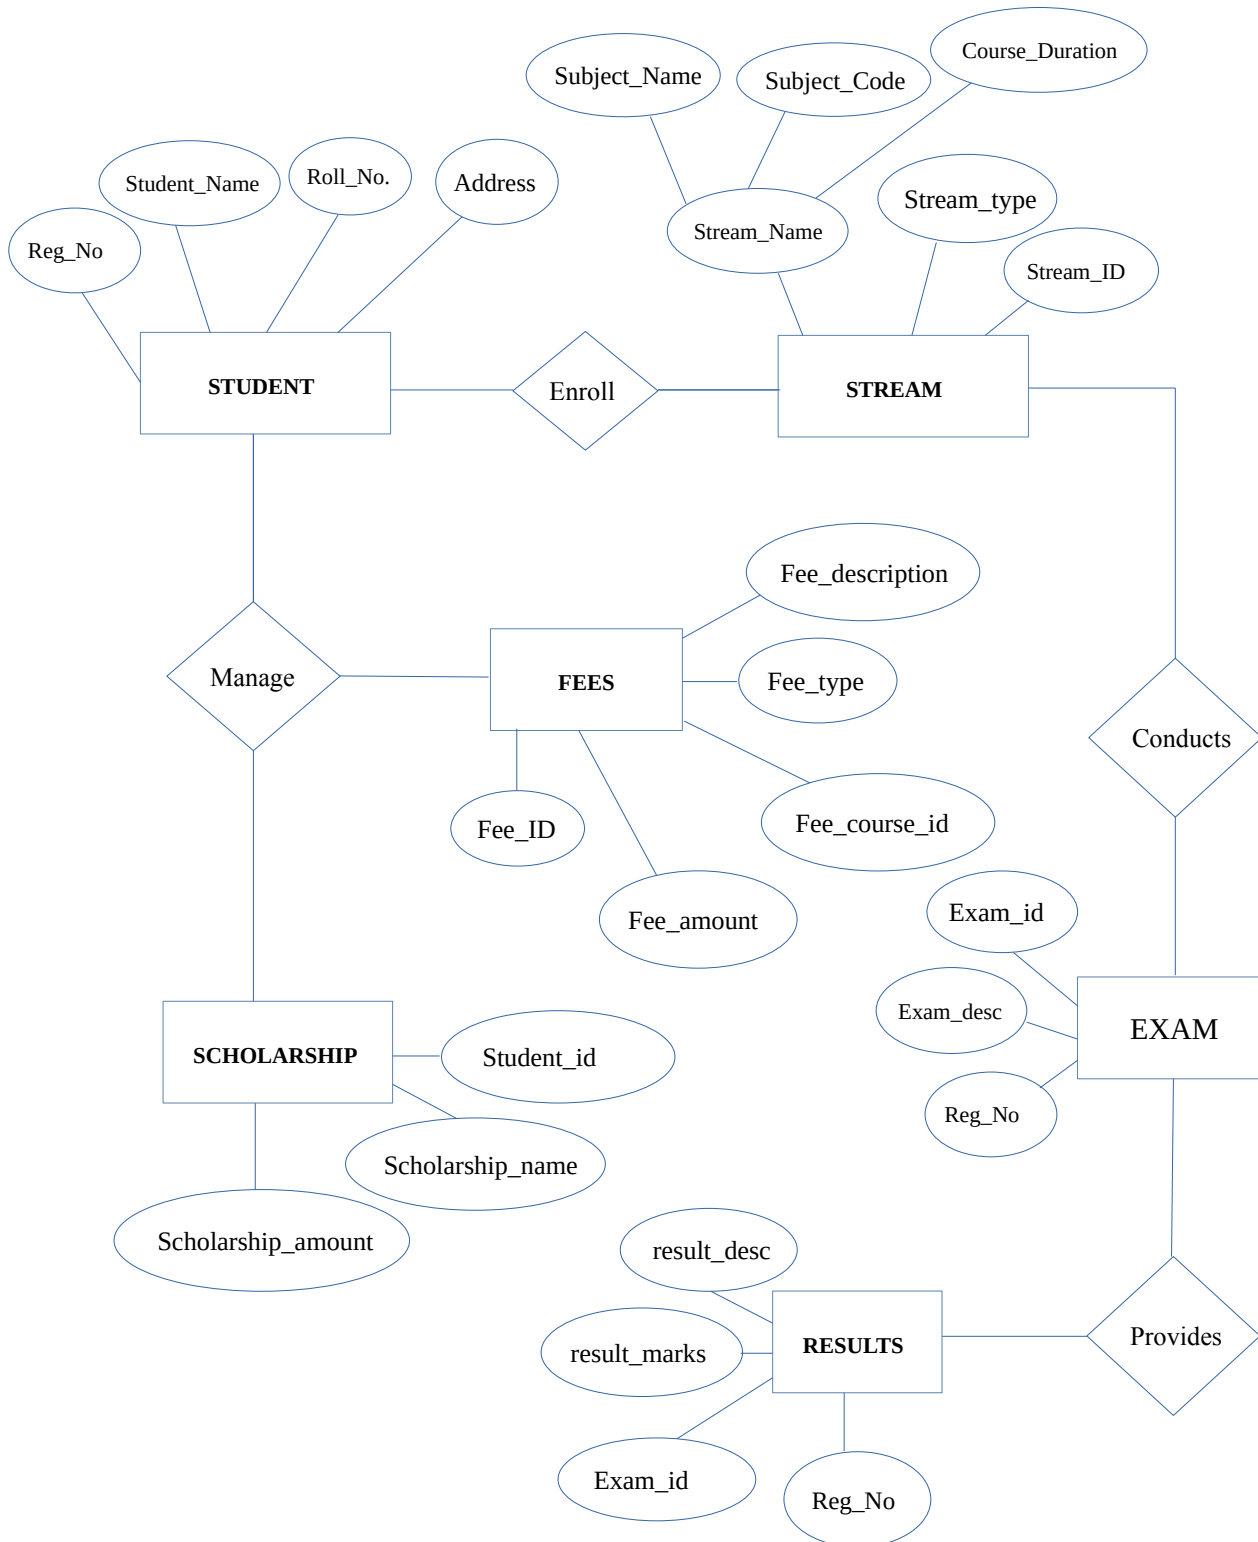 Course_Duration
Subject_Name
Subject_Code
Student_Name
Roll_No.
Address
Stream_type
Reg_No
Stream_Name
Stream_ID
STUDENT
Enroll
STREAM
Fee_description
Manage
FEES
Fee_type
Conducts
Fee_ID
Fee_course_id
Fee_amount
Exam_id
Exam_desc
EXAM
SCHOLARSHIP
Student_id
Reg_No
Scholarship_name
Scholarship_amount
result_desc
result_marks
RESULTS
Provides
Exam_id
Reg_No